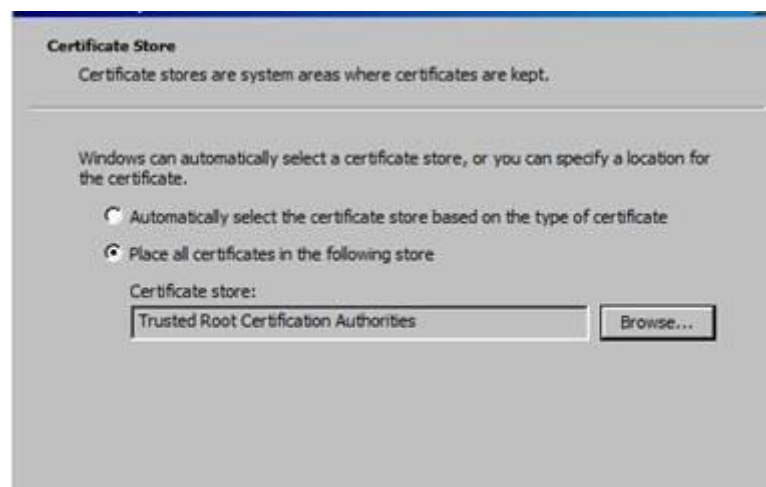 Certificate Store
Certificate stores are system areas where certificates are kept.
Windows can automatically select a certificate store, or you can specify a location for
the certificate.
Automatically select the certificate store based on the type of certificate
Place all certificates in the following store
Certificate store:
Trusted Root Certification Authorities
Browse...